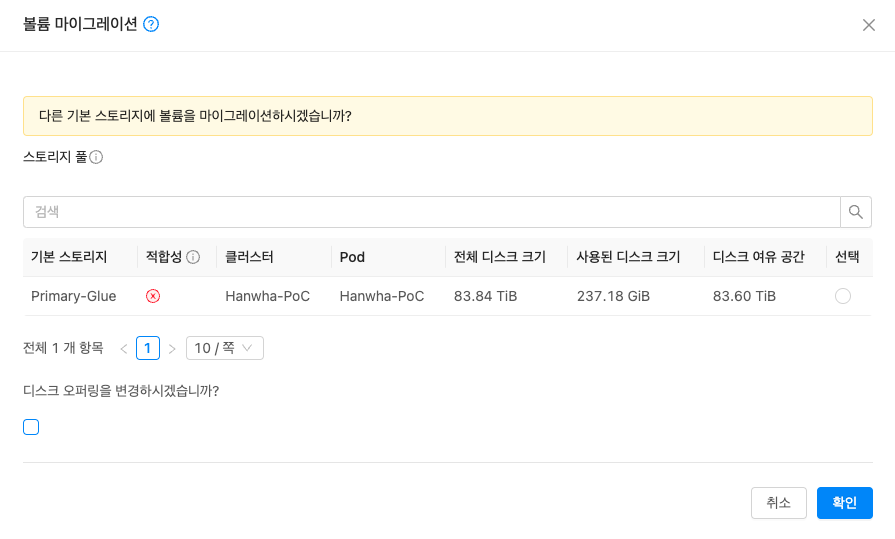 볼륨 마이그레이션
다른 기본 스토리지에 볼륨을 마이그레이션하시겠습니까?
스토리지 풀
검색
기본 스토리지 적합성 클러스터 Pod 전체 디스크 크기 사용된 디스크 크기 디스크 여유 공간 선택
Primary-Glue Hanwha-PoC Hanwha-PoC 83.84 TiB 237.18 GiB 83.60 TiB
전체 1 개 항목 < 1 > 10 / 쪽
디스크 오퍼링을 변경하시겠습니까?
취소 확인